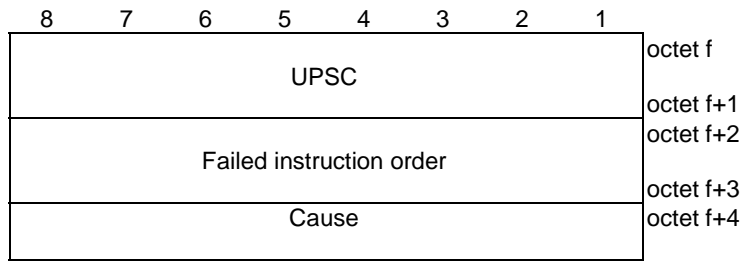 8 7 6 5 4 3 2 1
octet f
UPSC
octet f+1
octet f+2
Failed instruction order
octet f+3
Cause octet f+4